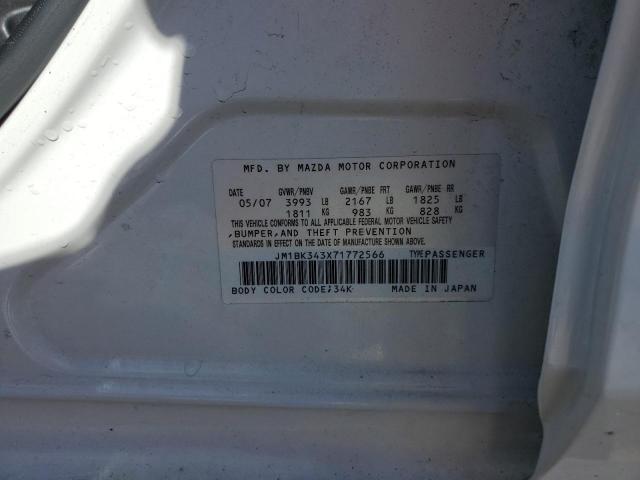 MFD. BY MAZDA MOTOR CORPORATION
DATE GVWR/PNBV GAWR/PNBE FRT GAWR/PNBE RR
05/07 3993 LB 2167 LB 1825 LB
1811 KG 983 KG 828 KG
THIS VEHICLE CONFORMS TO ALL APPLICABLE FEDERAL MOTOR VEHICLE SAFETY
,BUMPER,AND THEFT PREVENTION
STANDARDS IN EFFECT ON THE DATE OF MANUFACTURE SHOWN ABOVE.
JM1BK343X71772566 TYPE:PASSENGER
BODY COLOR CODE;34K MADE IN JAPAN